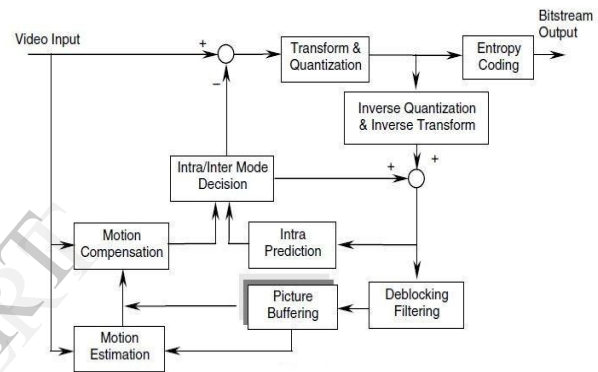 Bitstream
Output
Video Input
+
Transform &
Quantization
Entropy
Coding
−
Inverse Quantization
& Inverse Transform
+
+
Intra/Inter Mode
Decision
Motion
Compensation
Intra
Prediction
Picture
Buffering
Deblocking
Filtering
Motion
Estimation